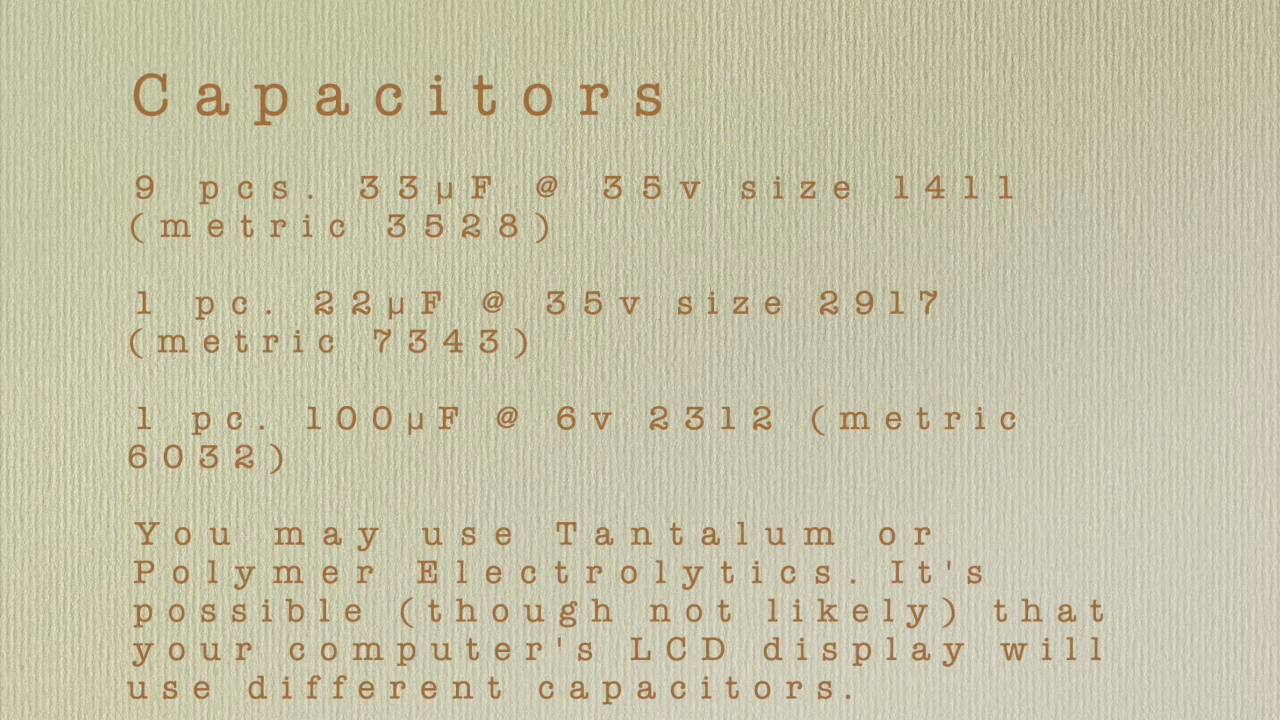 Capacitors
9 pcs. 33µF @ 35v size 1411
(metric 3528)
1 pc. 22µF @ 35v size 2917
(metric 7343)
1 pc. 100µF @ 6v 2312 (metric
6032)
You may use Tantalum or
Polymer Electrolytics. It's
possible (though not likely) that
your computer's LCD display will
use different capacitors.